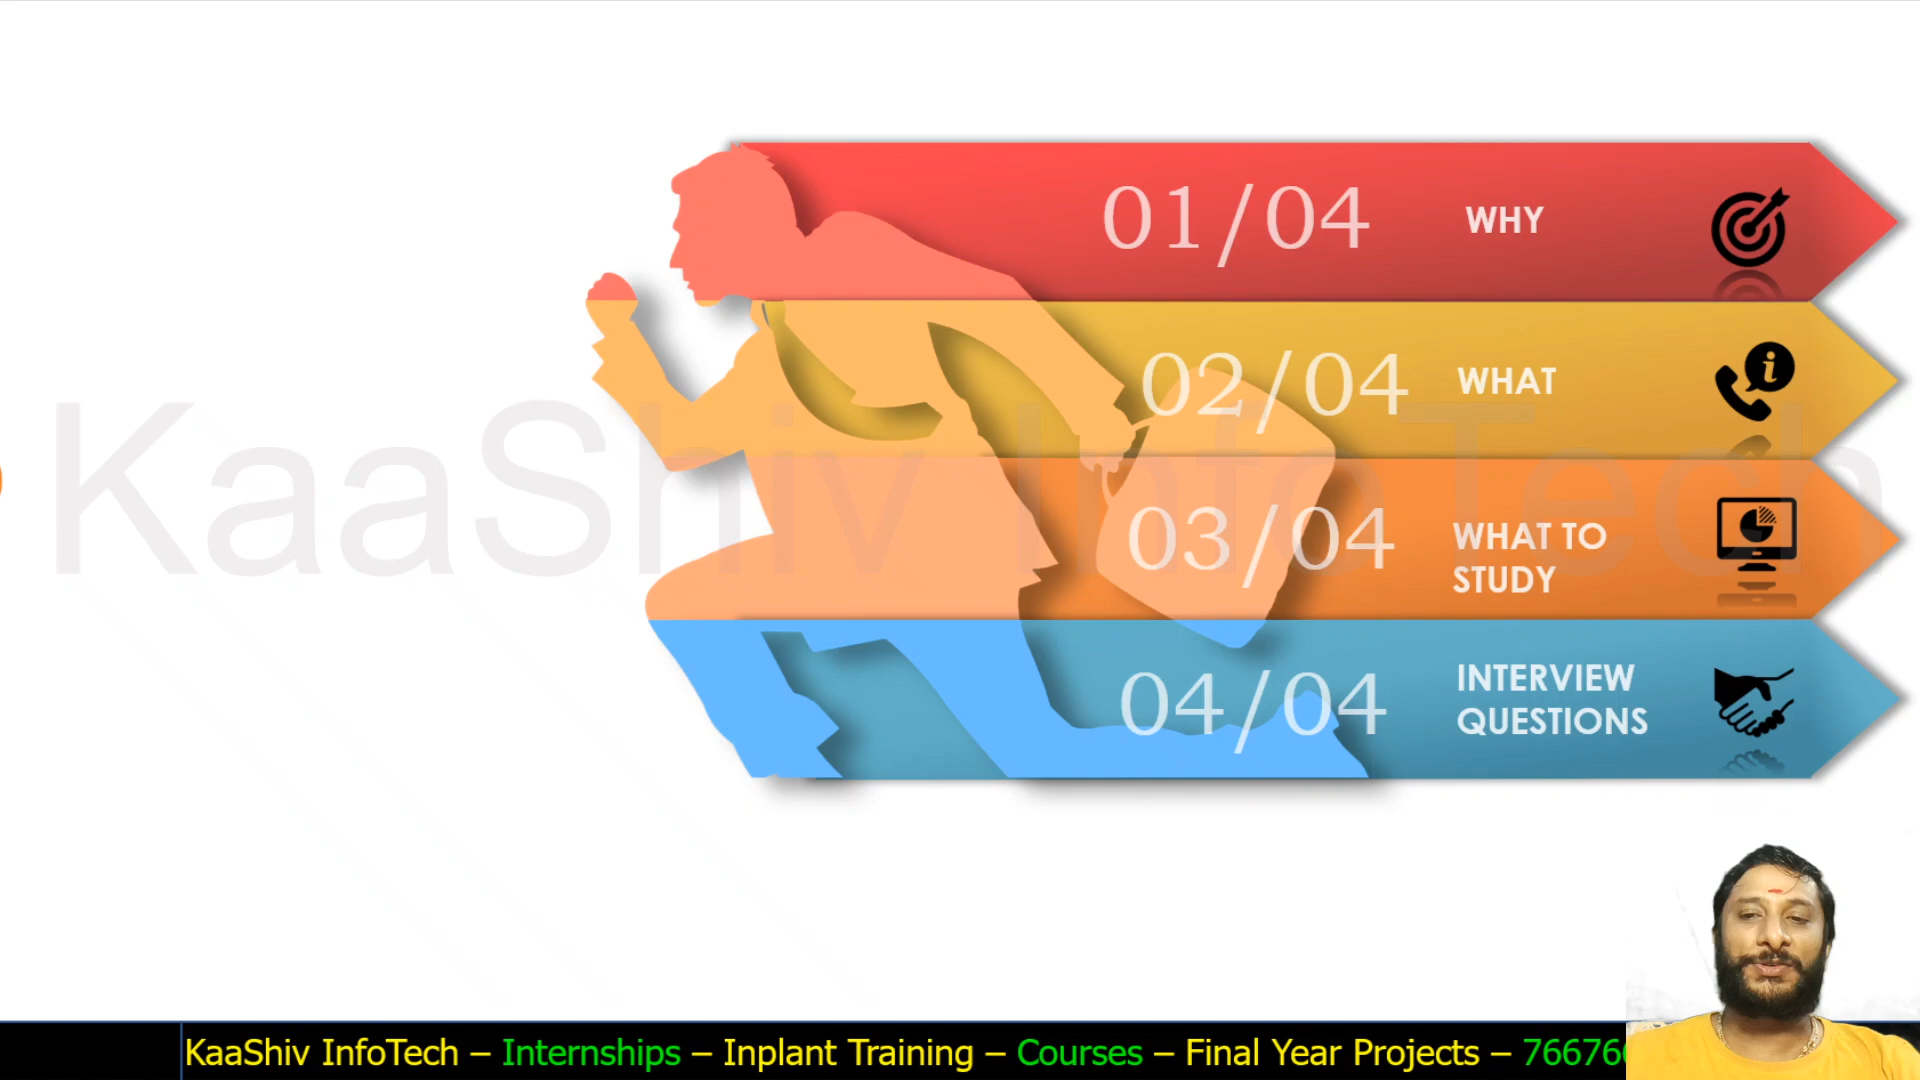 01/04 WHY
02/04 WHAT
KaaShiv InfoTech
03/04 WHAT TO
STUDY
04/04 INTERVIEW
QUESTIONS
KaaShiv InfoTech – Internships – Inplant Training – Courses – Final Year Projects –